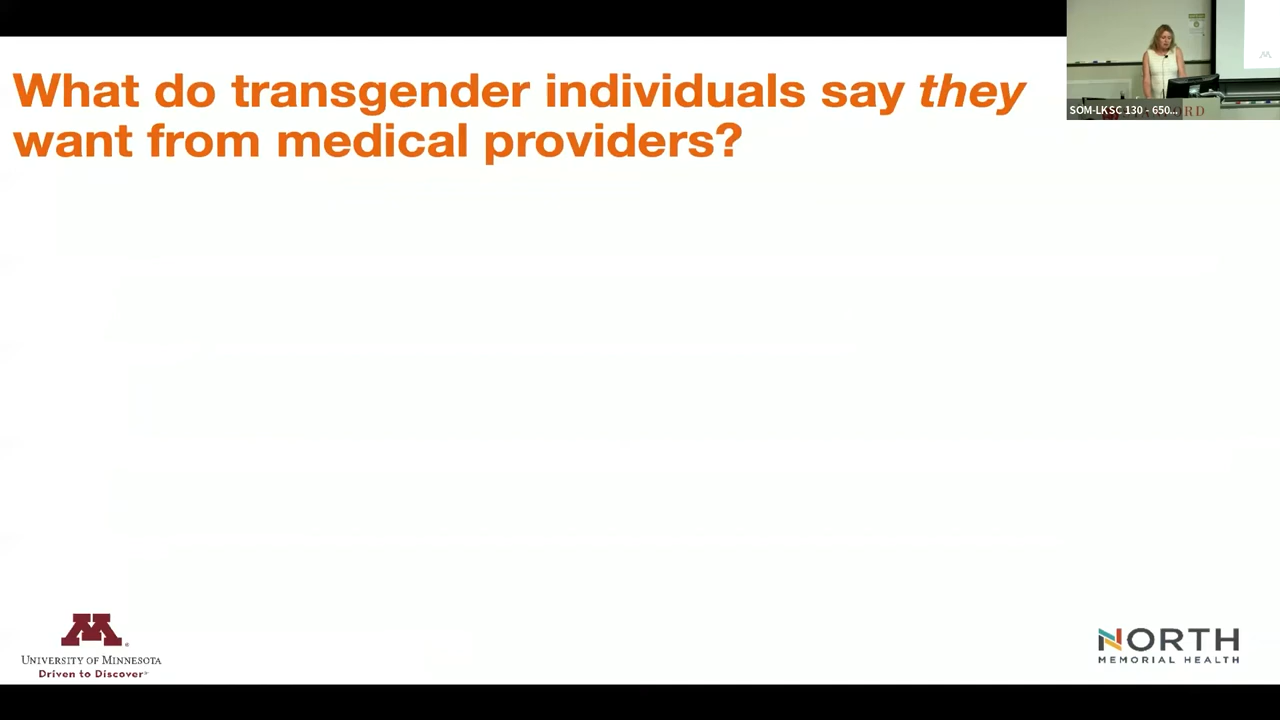 What do transgender individuals say they
want from medical providers?
SOM-LKSC 130 - 650...
UNIVERSITY OF MINNESOTA
Driven to Discover
NORTH
MEMORIAL HEALTH